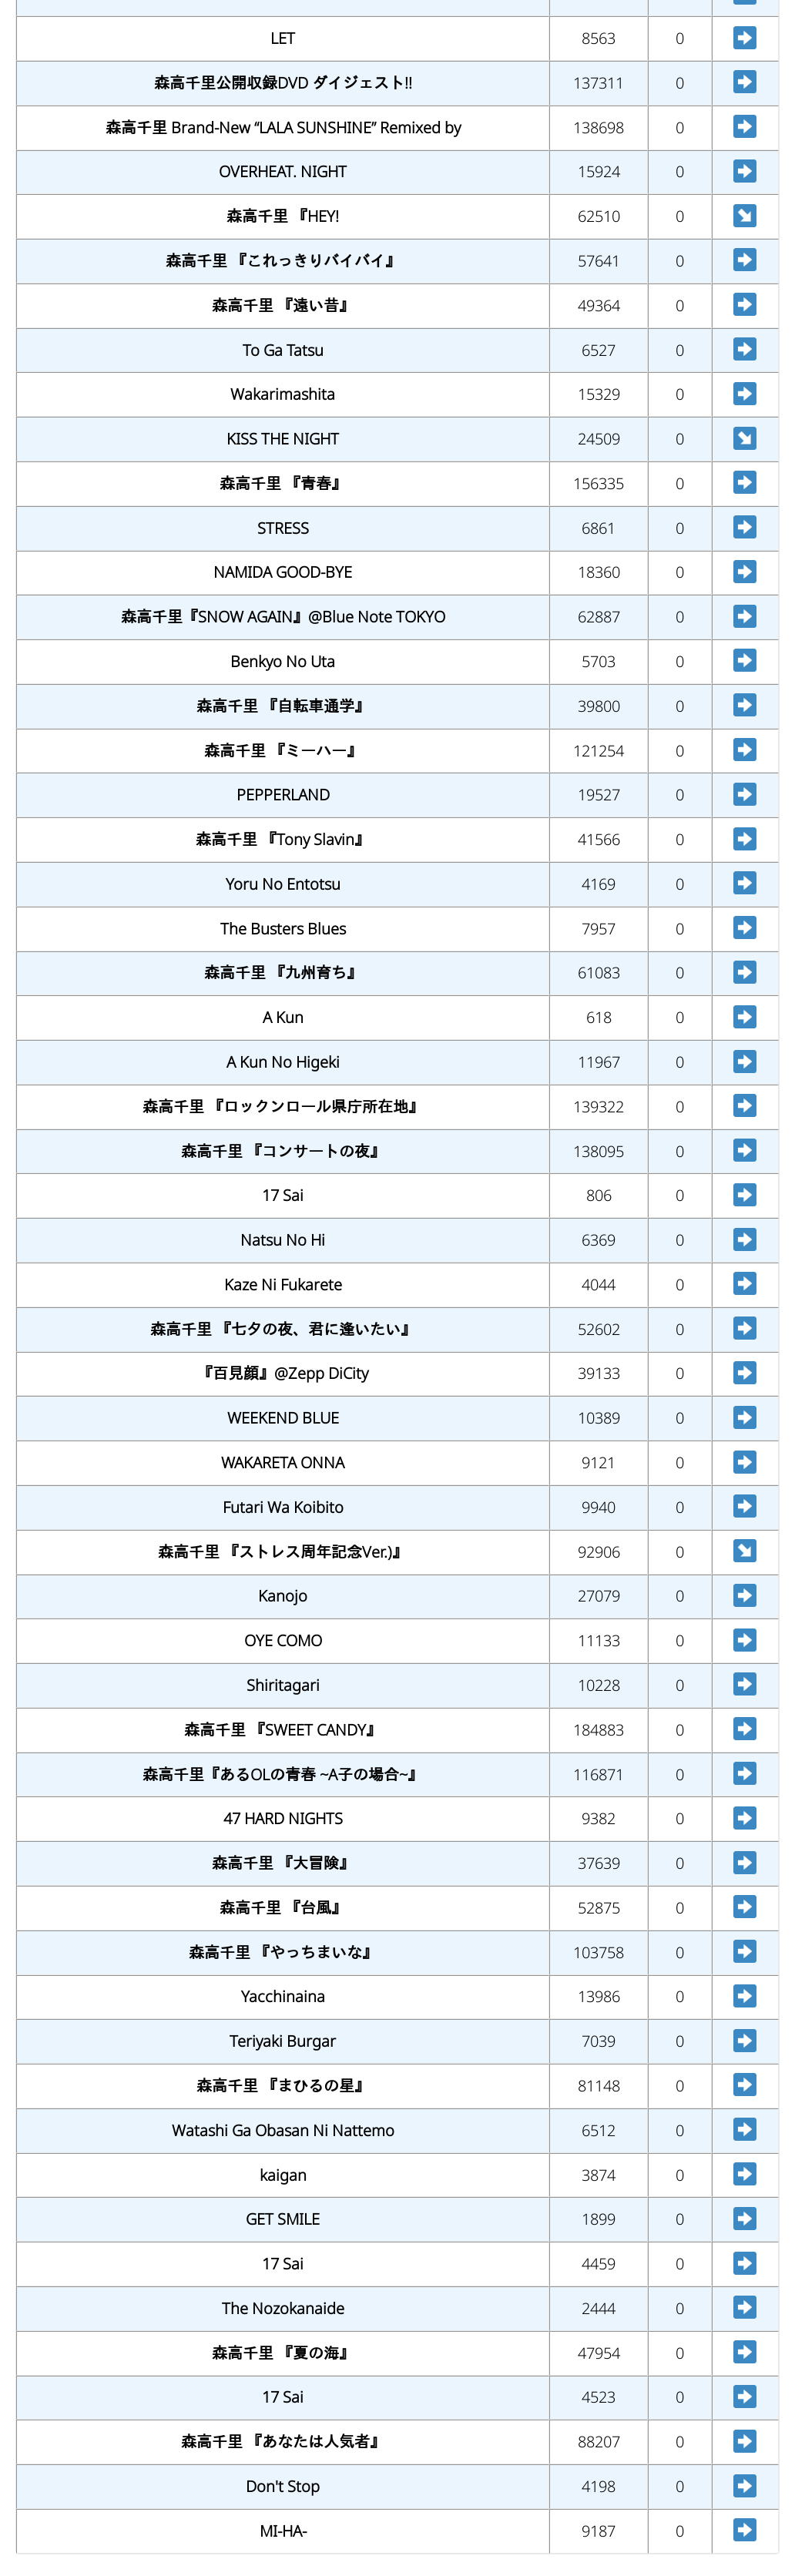 LET 8563 0
森高千里公開収録DVD ダイジェスト!! 137311 0
森高千里 Brand-New “LALA SUNSHINE” Remixed by 138698 0
OVERHEAT. NIGHT 15924 0
森高千里 『HEY! 62510 0
森高千里 『これっきりバイバイ』 57641 0
森高千里 『遠い昔』 49364 0
To Ga Tatsu 6527 0
Wakarimashita 15329 0
KISS THE NIGHT 24509 0
森高千里 『青春』 156335 0
STRESS 6861 0
NAMIDA GOOD-BYE 18360 0
森高千里『SNOW AGAIN』@Blue Note TOKYO 62887 0
Benkyo No Uta 5703 0
森高千里 『自転車通学』 39800 0
森高千里 『ミーハー』 121254 0
PEPPERLAND 19527 0
森高千里 『Tony Slavin』 41566 0
Yoru No Entotsu 4169 0
The Busters Blues 7957 0
森高千里 『九州育ち』 61083 0
A Kun 618 0
A Kun No Higeki 11967 0
森高千里 『ロックンロール県庁所在地』 139322 0
森高千里 『コンサートの夜』 138095 0
17 Sai 806 0
Natsu No Hi 6369 0
Kaze Ni Fukarete 4044 0
森高千里 『七夕の夜、君に逢いたい』 52602 0
『百見顔』@Zepp DiCity 39133 0
WEEKEND BLUE 10389 0
WAKARETA ONNA 9121 0
Futari Wa Koibito 9940 0
森高千里 『ストレス周年記念Ver.)』 92906 0
Kanojo 27079 0
OYE COMO 11133 0
Shiritagari 10228 0
森高千里 『SWEET CANDY』 184883 0
森高千里『あるOLの青春 ~A子の場合~』 116871 0
47 HARD NIGHTS 9382 0
森高千里 『大冒険』 37639 0
森高千里 『台風』 52875 0
森高千里 『やっちまいな』 103758 0
Yacchinaina 13986 0
Teriyaki Burgar 7039 0
森高千里 『まひるの星』 81148 0
Watashi Ga Obasan Ni Nattemo 6512 0
kaigan 3874 0
GET SMILE 1899 0
17 Sai 4459 0
The Nozokanaide 2444 0
森高千里 『夏の海』 47954 0
17 Sai 4523 0
森高千里 『あなたは人気者』 88207 0
Don't Stop 4198 0
MI-HA- 9187 0